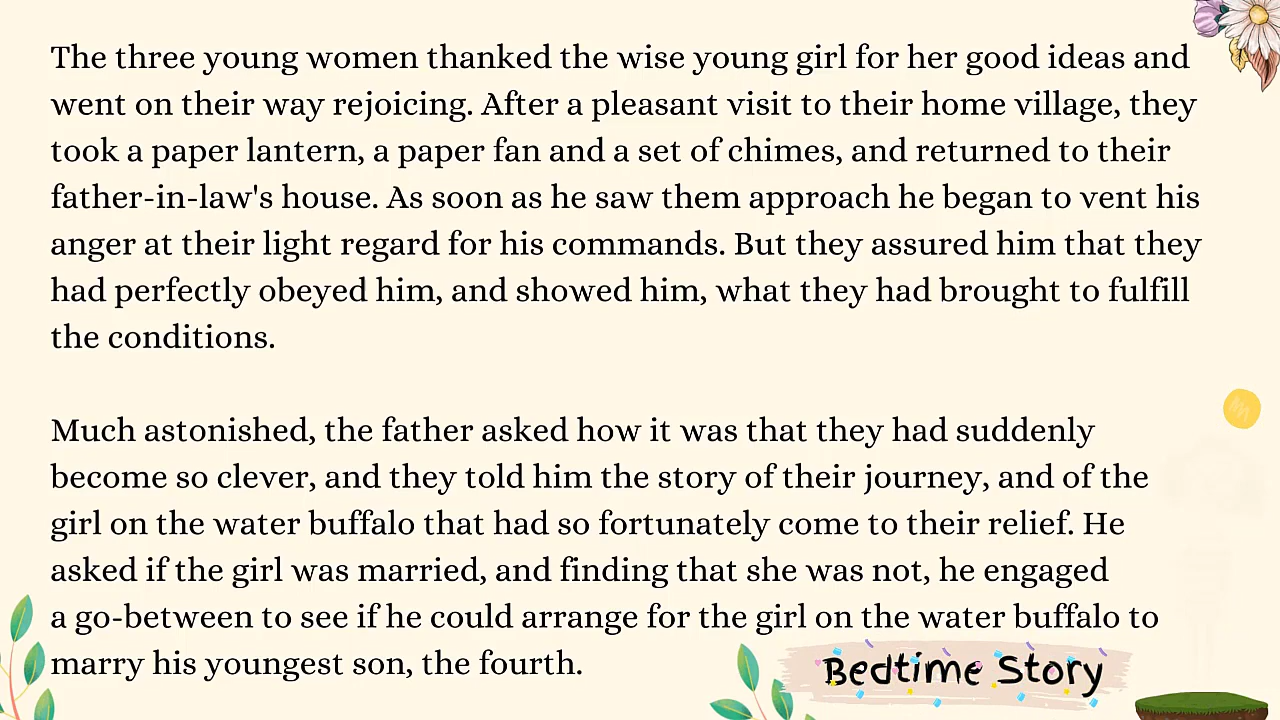 The three young women thanked the wise young girl for her good ideas and
went on their way rejoicing. After a pleasant visit to their home village, they
took a paper lantern, a paper fan and a set of chimes, and returned to their
father-in-law's house. As soon as he saw them approach he began to vent his
anger at their light regard for his commands. But they assured him that they
had perfectly obeyed him, and showed him, what they had brought to fulfill
the conditions.
Much astonished, the father asked how it was that they had suddenly
become so clever, and they told him the story of their journey, and of the
girl on the water buffalo that had so fortunately come to their relief. He
asked if the girl was married, and finding that she was not, he engaged
a go-between to see if he could arrange for the girl on the water buffalo to
marry his youngest son, the fourth.
Bedtime Story